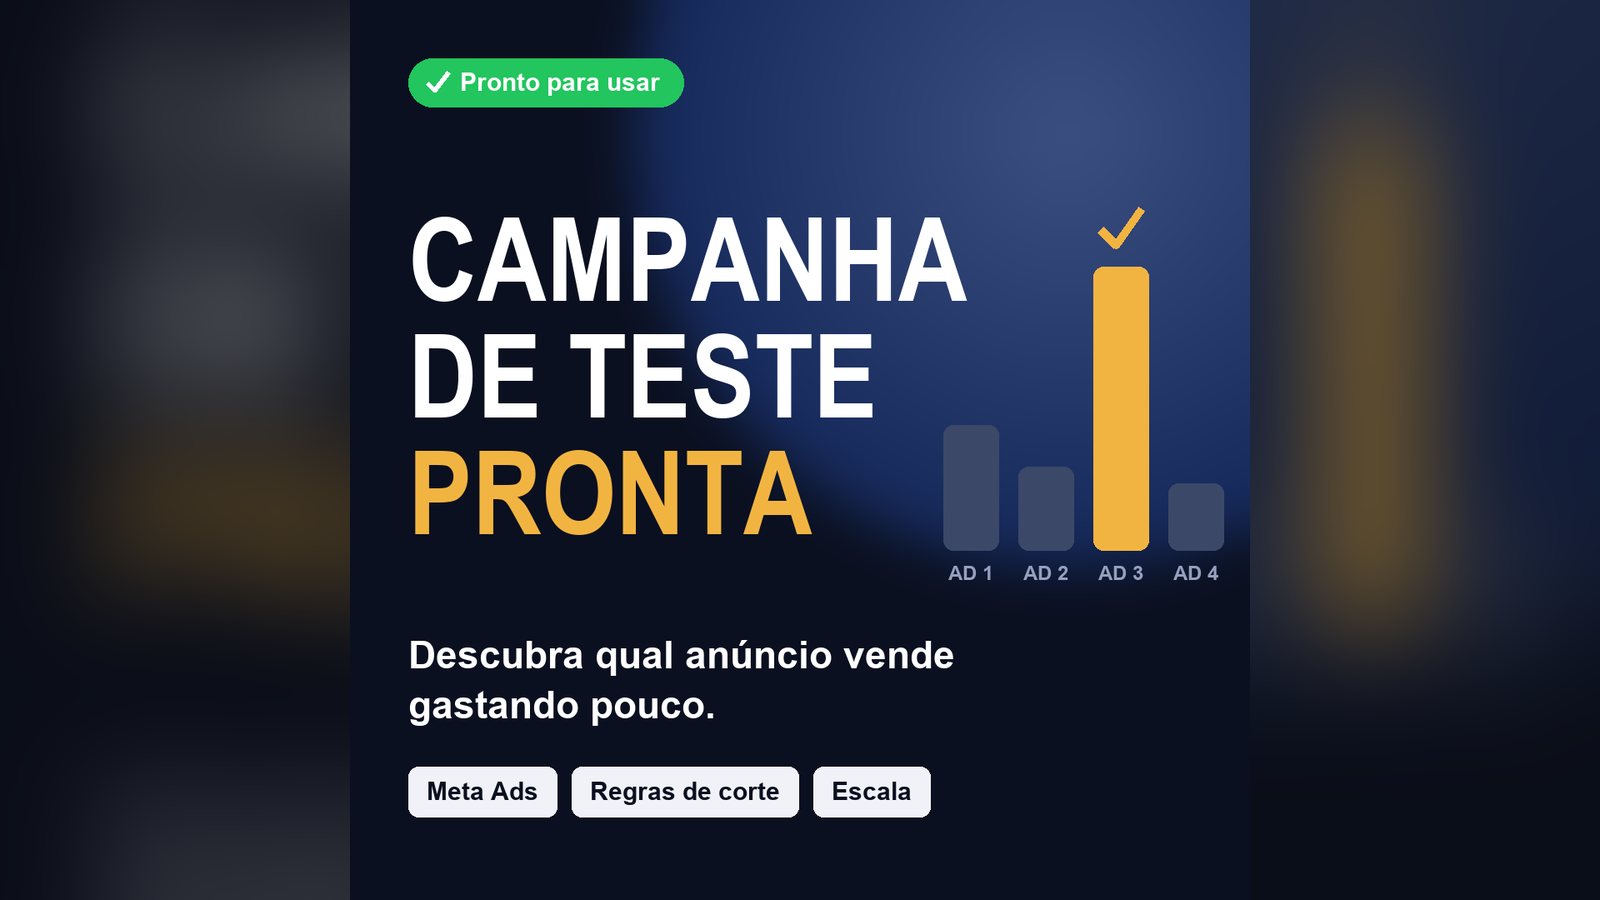 Pronto para usar
CAMPANHA
DE TESTE
PRONTA
AD 1 AD 2 AD 3 AD 4
Descubra qual anúncio vende
gastando pouco.
Meta Ads Regras de corte Escala